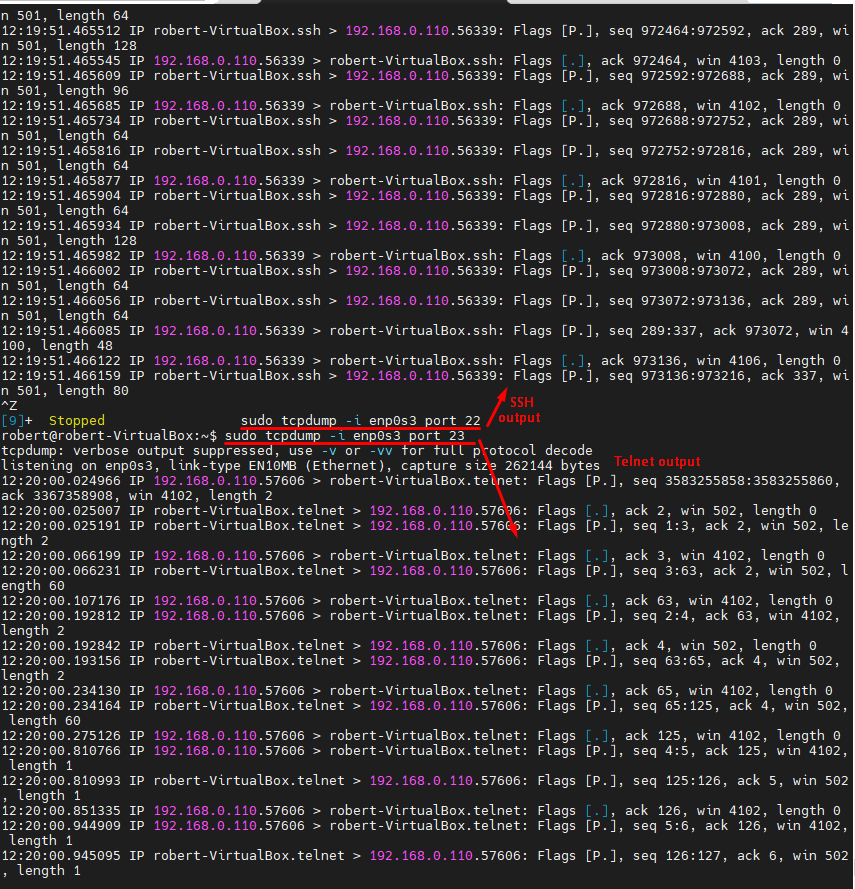 n 501, length 64
12:19:51.465512 IP robert-VirtualBox.ssh > 192.168.0.110.56339: Flags [P.], seq 972464:972592, ack 289, wi
n 501, length 128
12:19:51.465545 IP 192.168.0.110.56339 > robert-VirtualBox.ssh: Flags [.], ack 972464, win 4103, length 0
12:19:51.465609 IP robert-VirtualBox.ssh > 192.168.0.110.56339: Flags [P.], seq 972592:972688, ack 289, wi
n 501, length 96
12:19:51.465685 IP 192.168.0.110.56339 > robert-VirtualBox.ssh: Flags [.], ack 972688, win 4102, length 0
12:19:51.465734 IP robert-VirtualBox.ssh > 192.168.0.110.56339: Flags [P.], seq 972688:972752, ack 289, wi
n 501, length 64
12:19:51.465816 IP robert-VirtualBox.ssh > 192.168.0.110.56339: Flags [P.], seq 972752:972816, ack 289, wi
n 501, length 64
12:19:51.465877 IP 192.168.0.110.56339 > robert-VirtualBox.ssh: Flags [.], ack 972816, win 4101, length 0
12:19:51.465904 IP robert-VirtualBox.ssh > 192.168.0.110.56339: Flags [P.], seq 972816:972880, ack 289, wi
n 501, length 64
12:19:51.465934 IP robert-VirtualBox.ssh > 192.168.0.110.56339: Flags [P.], seq 972880:973008, ack 289, wi
n 501, length 128
12:19:51.465982 IP 192.168.0.110.56339 > robert-VirtualBox.ssh: Flags [.], ack 973008, win 4100, length 0
12:19:51.466002 IP robert-VirtualBox.ssh > 192.168.0.110.56339: Flags [P.], seq 973008:973072, ack 289, wi
n 501, length 64
12:19:51.466056 IP robert-VirtualBox.ssh > 192.168.0.110.56339: Flags [P.], seq 973072:973136, ack 289, wi
n 501, length 64
12:19:51.466085 IP 192.168.0.110.56339 > robert-VirtualBox.ssh: Flags [P.], seq 289:337, ack 973072, win 4
100, length 48
12:19:51.466122 IP 192.168.0.110.56339 > robert-VirtualBox.ssh: Flags [.], ack 973136, win 4106, length 0
12:19:51.466159 IP robert-VirtualBox.ssh > 192.168.0.110.56339: Flags [P.], seq 973136:973216, ack 337, wi
n 501, length 80
^Z
[9]+  Stopped                 sudo tcpdump -i enp0s3 port 22
SSH
output
robert@robert-VirtualBox:~$ sudo tcpdump -i enp0s3 port 23
tcpdump: verbose output suppressed, use -v or -vv for full protocol decode
listening on enp0s3, link-type EN10MB (Ethernet), capture size 262144 bytes
Telnet output
12:20:00.024966 IP 192.168.0.110.57606 > robert-VirtualBox.telnet: Flags [P.], seq 3583255858:3583255860,
ack 3367358908, win 4102, length 2
12:20:00.025007 IP robert-VirtualBox.telnet > 192.168.0.110.57606: Flags [.], ack 2, win 502, length 0
12:20:00.025191 IP robert-VirtualBox.telnet > 192.168.0.110.57606: Flags [P.], seq 1:3, ack 2, win 502, le
ngth 2
12:20:00.066199 IP 192.168.0.110.57606 > robert-VirtualBox.telnet: Flags [.], ack 3, win 4102, length 0
12:20:00.066231 IP robert-VirtualBox.telnet > 192.168.0.110.57606: Flags [P.], seq 3:63, ack 2, win 502, l
ength 60
12:20:00.107176 IP 192.168.0.110.57606 > robert-VirtualBox.telnet: Flags [.], ack 63, win 4102, length 0
12:20:00.192812 IP 192.168.0.110.57606 > robert-VirtualBox.telnet: Flags [P.], seq 2:4, ack 63, win 4102,
length 2
12:20:00.192842 IP robert-VirtualBox.telnet > 192.168.0.110.57606: Flags [.], ack 4, win 502, length 0
12:20:00.193156 IP robert-VirtualBox.telnet > 192.168.0.110.57606: Flags [P.], seq 63:65, ack 4, win 502,
length 2
12:20:00.234130 IP 192.168.0.110.57606 > robert-VirtualBox.telnet: Flags [.], ack 65, win 4102, length 0
12:20:00.234164 IP robert-VirtualBox.telnet > 192.168.0.110.57606: Flags [P.], seq 65:125, ack 4, win 502,
 length 60
12:20:00.275126 IP 192.168.0.110.57606 > robert-VirtualBox.telnet: Flags [.], ack 125, win 4102, length 0
12:20:00.810766 IP 192.168.0.110.57606 > robert-VirtualBox.telnet: Flags [P.], seq 4:5, ack 125, win 4102,
 length 1
12:20:00.810993 IP robert-VirtualBox.telnet > 192.168.0.110.57606: Flags [P.], seq 125:126, ack 5, win 502
, length 1
12:20:00.851335 IP 192.168.0.110.57606 > robert-VirtualBox.telnet: Flags [.], ack 126, win 4102, length 0
12:20:00.944909 IP 192.168.0.110.57606 > robert-VirtualBox.telnet: Flags [P.], seq 5:6, ack 126, win 4102,
 length 1
12:20:00.945095 IP robert-VirtualBox.telnet > 192.168.0.110.57606: Flags [P.], seq 126:127, ack 6, win 502
, length 1